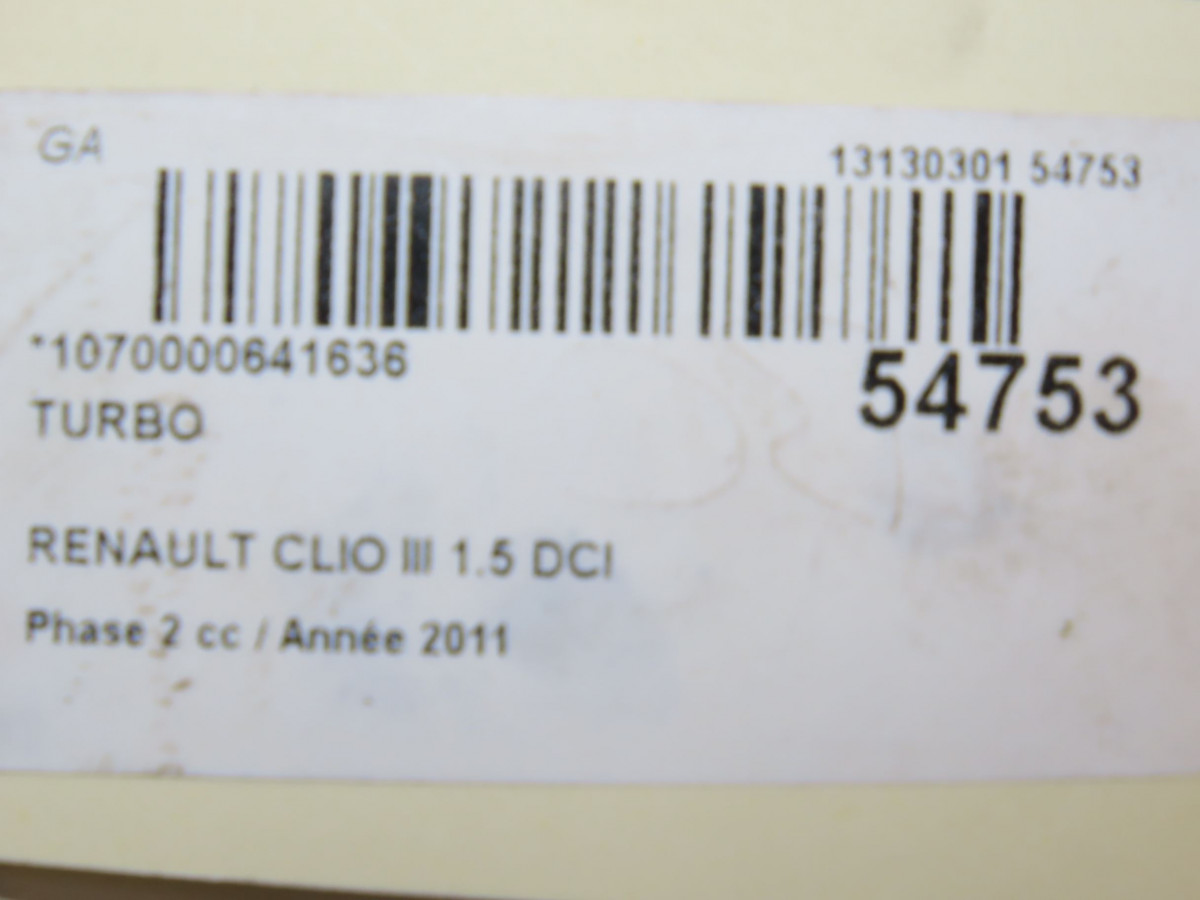 GA
13130301 54753
*1070000641636
54753
TURBO
RENAULT CLIO III 1.5 DCI
Phase 2 cc / Année 2011